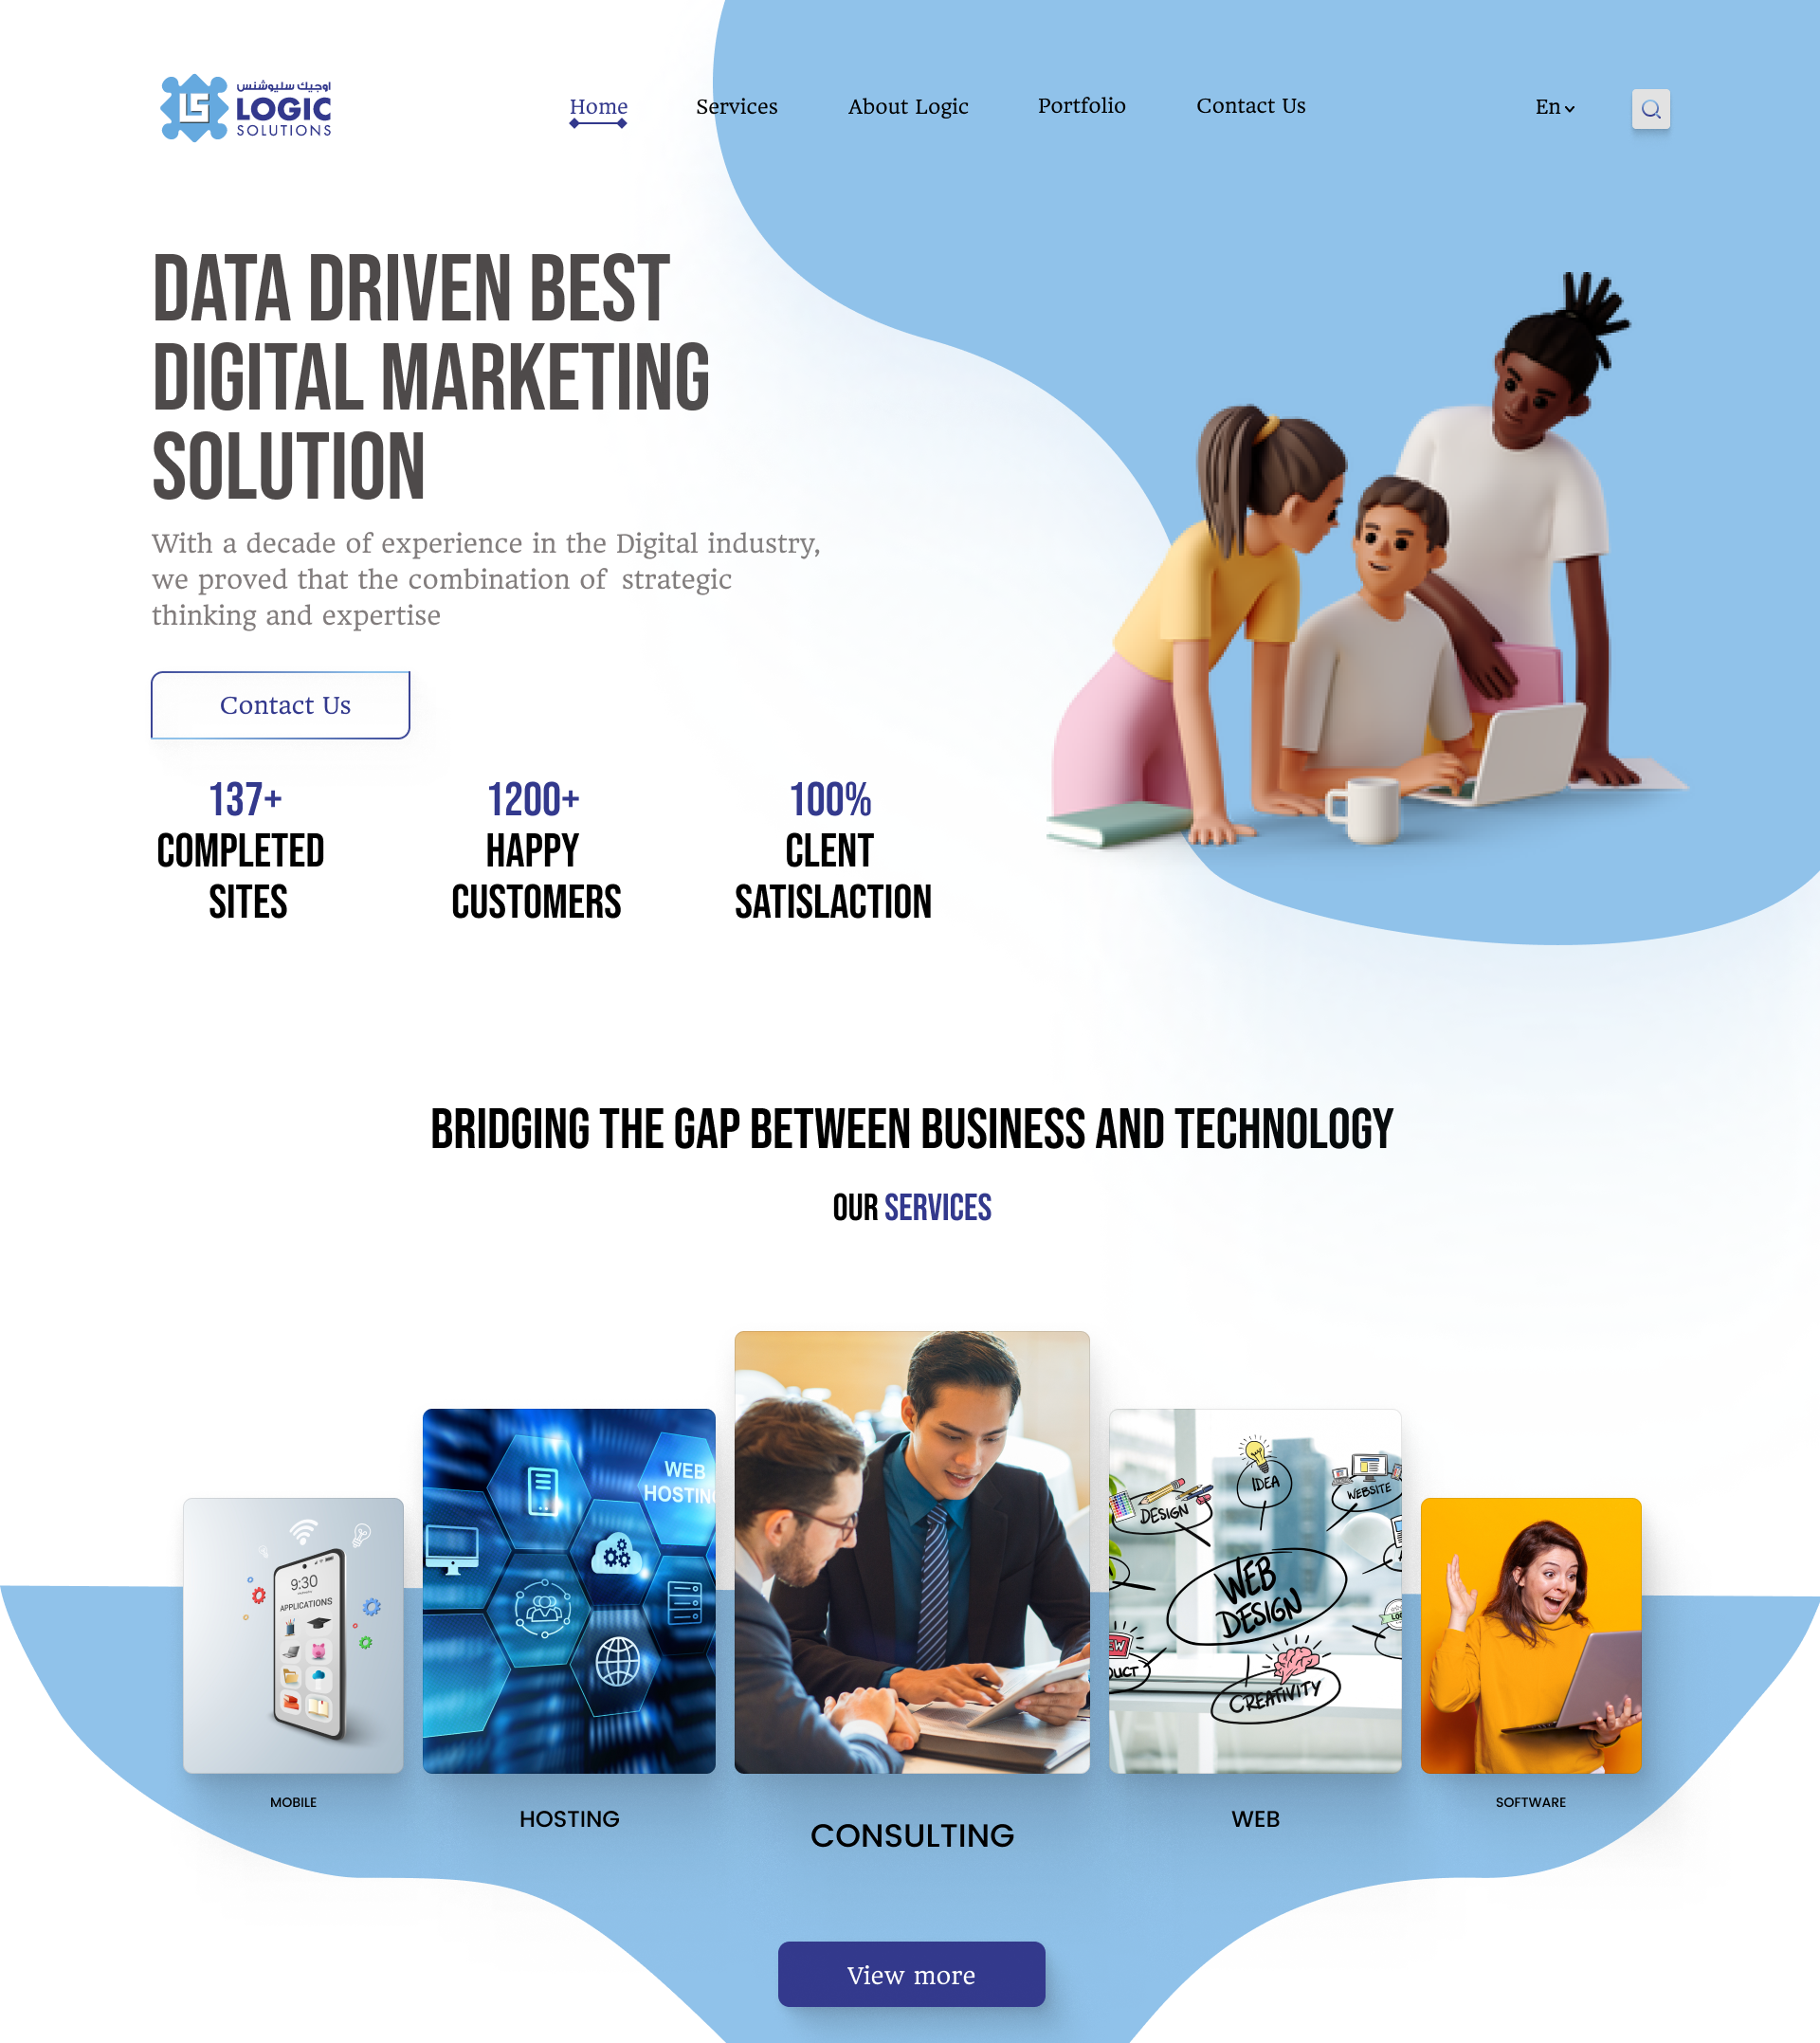 اوجيك سليوشنس
LOGIC
SOLUTIONS
Home
Services
About Logic
Portfolio
Contact Us
En
DATA DRIVEN BEST
DIGITAL MARKETING
SOLUTION
With a decade of experience in the Digital industry,
we proved that the combination of strategic
thinking and expertise
Contact Us
137+
COMPLETED
SITES
1200+
HAPPY
CUSTOMERS
100%
CLENT
SATISLACTION
BRIDGING THE GAP BETWEEN BUSINESS AND TECHNOLOGY
OUR SERVICES
9:30
APPLICATIONS
WEB
HOSTING
DESIGN
IDEA
WEBSITE
WEB
DESIGN
CREATIVITY
MOBILE
HOSTING
CONSULTING
WEB
SOFTWARE
View more